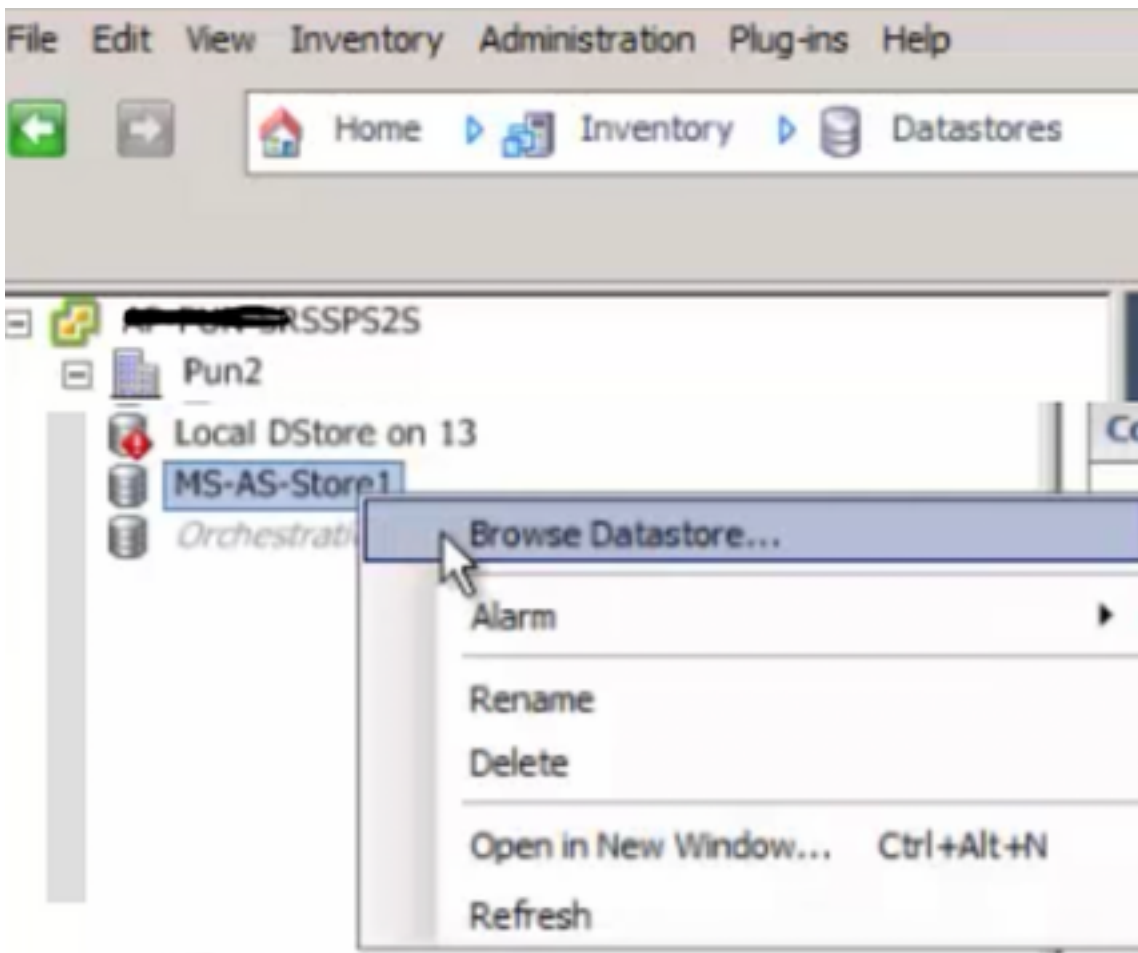 File Edit View Inventory Administration Plug-ins Help
Home Inventory Datastores
RSSPS2S
Pun2
Local DStore on 13
MS-AS-Store1
Browse Datastore...
Alarm
Rename
Delete
Open in New Window... Ctrl+Alt+N
Refresh